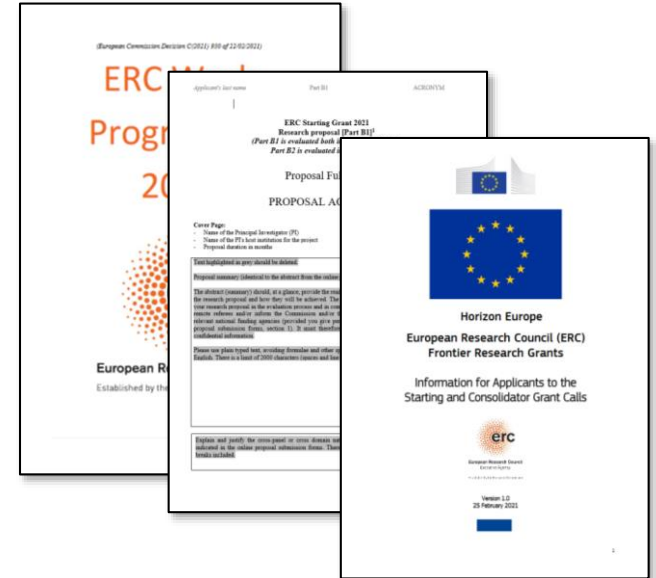 (European Commission Decision C(2021) 930 of 22/02/2021)
ERC
Prog
20
European R
Established by the
Applicant's last name Part B1 ACRONYM
ERC Starting Grant 2021
Research proposal [Part B1]¹
(Part B1 is evaluated both i
Part B2 is evaluated i
Proposal Ful
PROPOSAL AC
Cover Page:
- Name of the Principal Investigator (PI)
- Name of the PI's host institution for the project
- Proposal duration in months
Text highlighted in grey should be deleted.
Proposal summary (identical to the abstract from the online
The abstract (summary) should, at a glance, provide the
the research proposal and how they will be achieved. The
your research proposal in the evaluation process and in
remote referees and/or inform the Commission and/or
relevant national funding agencies (provided you give
proposal submission forms, section 1). It must therefore
confidential information.
Please use plain typed text, avoiding formulae and other
English. There is a limit of 2000 characters (spaces and line
Explain and justify the cross-panel or cross domain
indicated in the online proposal submission forms. There
breaks included.
Horizon Europe
European Research Council (ERC)
Frontier Research Grants
Information for Applicants to the
Starting and Consolidator Grant Calls
erc
European Research Council
Version 1.0
25 February 2021